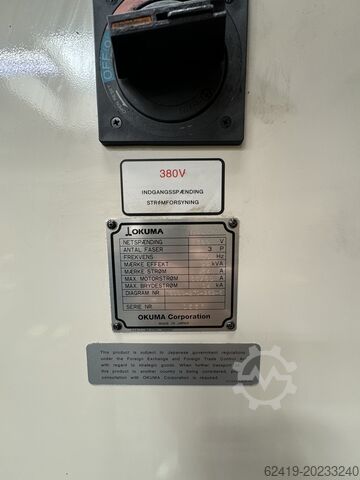 OFF
380V
INDGANGSSPÆNDING
STRØMFORSYNING
OKUMA
NETSPÆNDING V
ANTAL FASER 3 P
FREKVENS Hz
MÆRKE EFFEKT kVA
MÆRKE STRØM A
MAX. MOTORSTRØM A
MAX. BRYDESTRØM kA
DIAGRAM NR
SERIE NR
OKUMA Corporation
MADE IN JAPAN
This product is subject to Japanese government regulations
under the Foreign Exchange and Foreign Trade Control
with regard to strategic goods. When further transport
this product to another country is being considered,
consultation with OKUMA Corporation is required.
62419-20233240